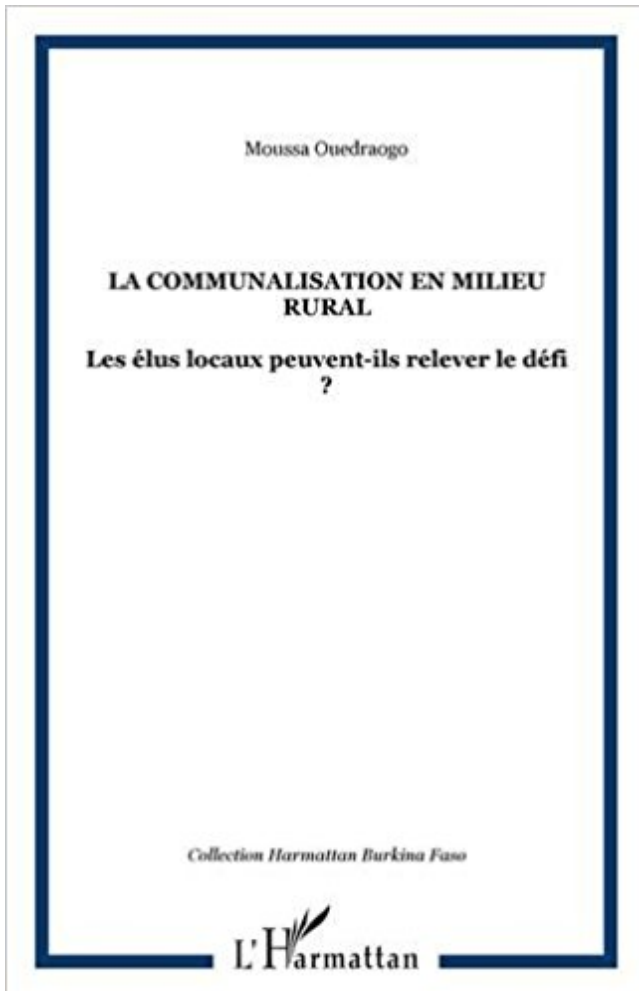 Moussa Ouedraogo
LA COMMUNALISATION EN MILIEU
RURAL
Les élus locaux peuvent-ils relever le défi
?
Collection Harmattan Burkina Faso
L'Harmattan